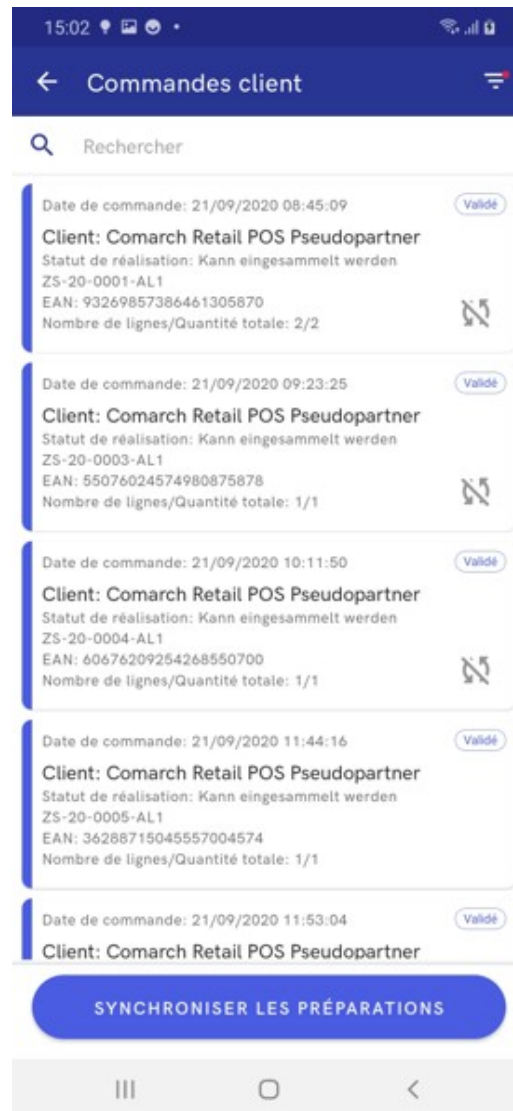 15:02
Commandes client
Rechercher
Date de commande: 21/09/2020 08:45:09
Validé
Client: Comarch Retail POS Pseudopartner
Statut de réalisation: Kann eingesammelt werden
ZS-20-0001-AL1
EAN: 93269857386461305870
Nombre de lignes/Quantité totale: 2/2
Date de commande: 21/09/2020 09:23:25
Validé
Client: Comarch Retail POS Pseudopartner
Statut de réalisation: Kann eingesammelt werden
ZS-20-0003-AL1
EAN: 55076024574980875878
Nombre de lignes/Quantité totale: 1/1
Date de commande: 21/09/2020 10:11:50
Validé
Client: Comarch Retail POS Pseudopartner
Statut de réalisation: Kann eingesammelt werden
ZS-20-0004-AL1
EAN: 60676209254268550700
Nombre de lignes/Quantité totale: 1/1
Date de commande: 21/09/2020 11:44:16
Validé
Client: Comarch Retail POS Pseudopartner
Statut de réalisation: Kann eingesammelt werden
ZS-20-0005-AL1
EAN: 36288715045557004574
Nombre de lignes/Quantité totale: 1/1
Date de commande: 21/09/2020 11:53:04
Validé
Client: Comarch Retail POS Pseudopartner
SYNCHRONISER LES PRÉPARATIONS